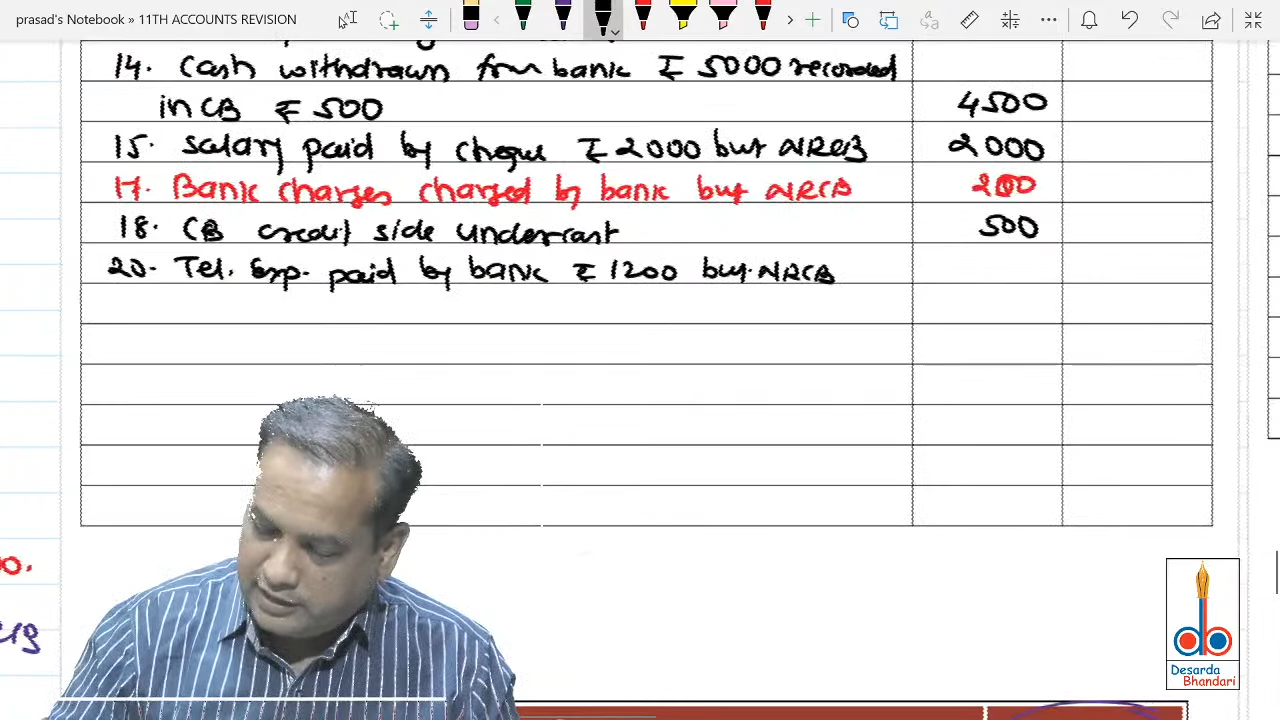 prasad's Notebook » 11TH ACCOUNTS REVISION
14. Cash withdrawn from bank ₹ 5000 recorded
in CB ₹ 500 4500
15. Salary paid by cheque ₹ 2000 but NRCB 2000
17. Bank charges charged by bank but NRCB 200
18. CB credit side undercast 500
20. Tel. Exp. paid by bank ₹ 1200 but NRCB
Desarda
Bhandari